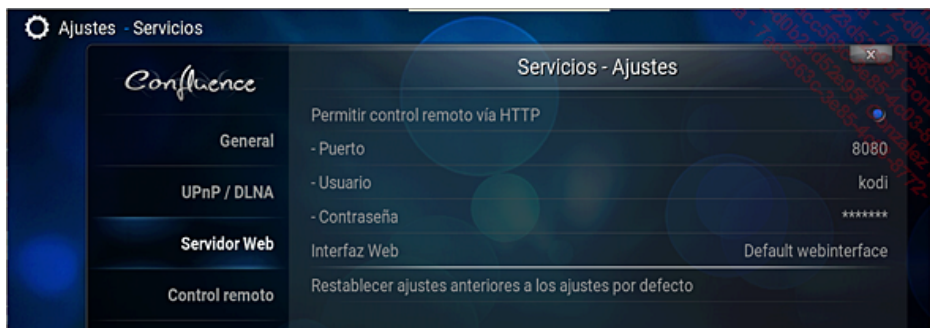 Ajustes - Servicios
Confluence
Servicios - Ajustes
General
UPnP / DLNA
Servidor Web
Control remoto
Permitir control remoto vía HTTP
- Puerto 8080
- Usuario kodi
- Contraseña *******
Interfaz Web Default webinterface
Restablecer ajustes anteriores a los ajustes por defecto